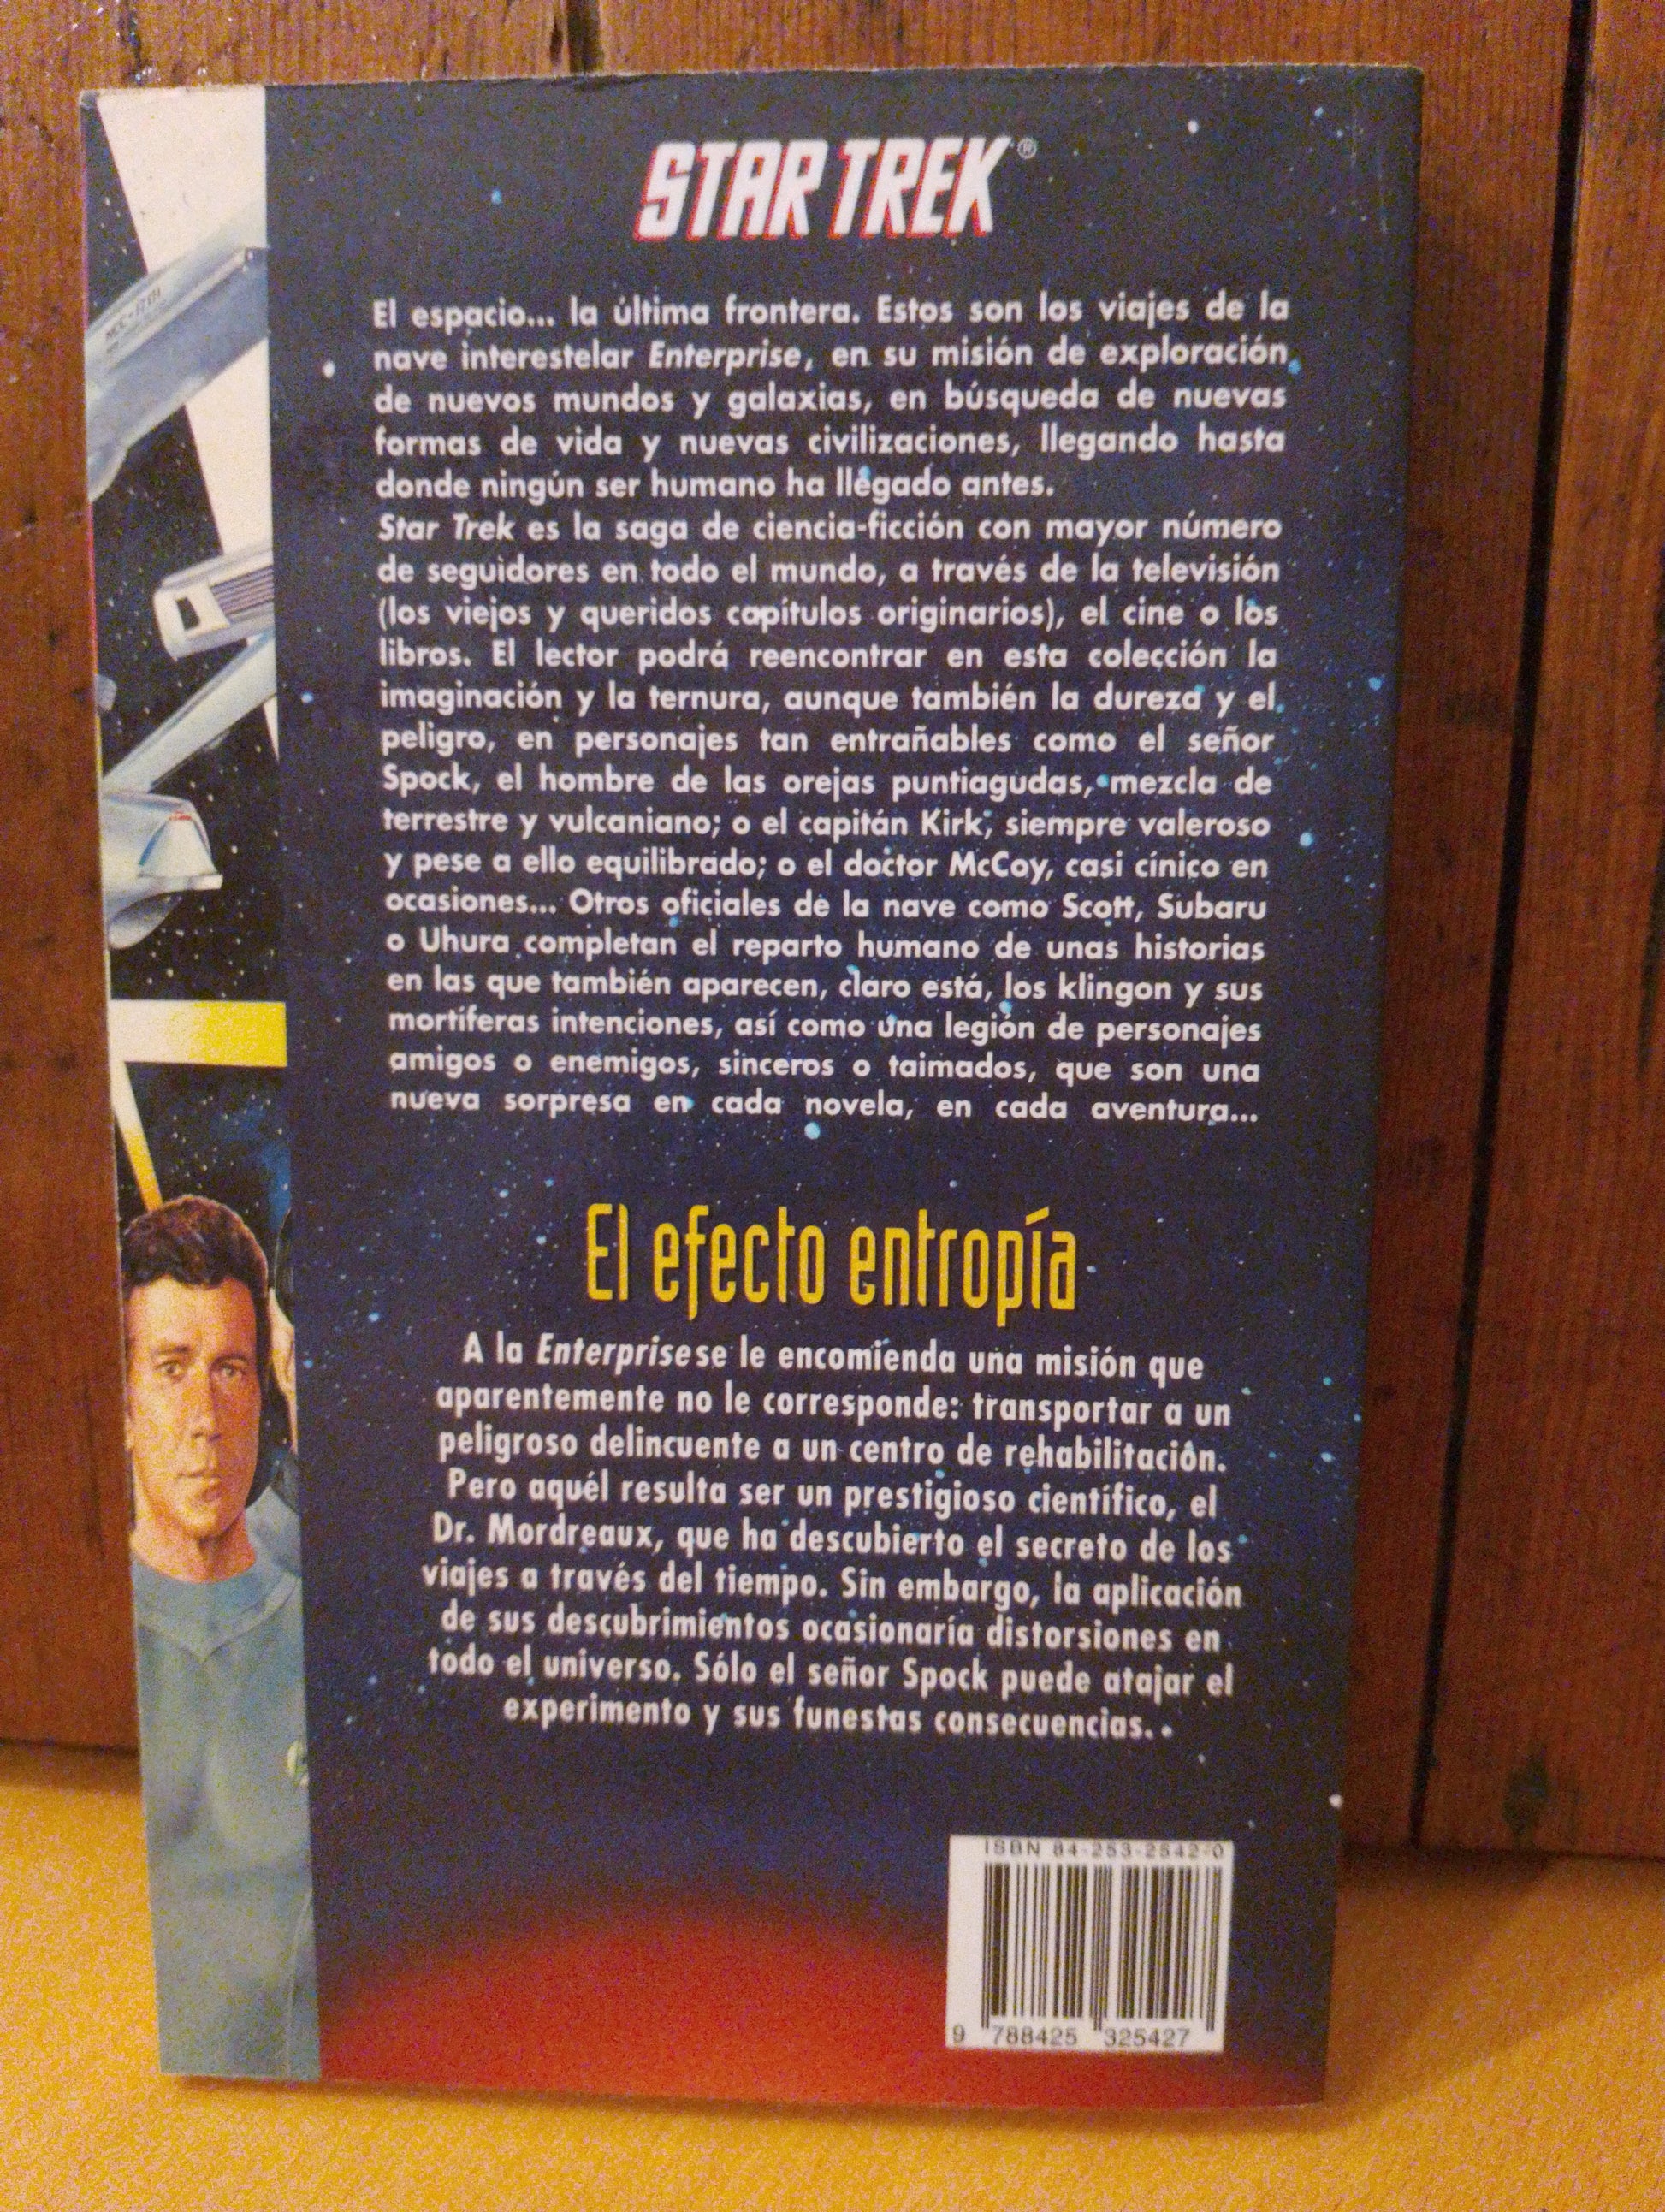 NCC-1701
STAR TREK®
El espacio... la última frontera. Estos son los viajes de la
nave interestelar Enterprise, en su misión de exploración
de nuevos mundos y galaxias, en búsqueda de nuevas
formas de vida y nuevas civilizaciones, llegando hasta
donde ningún ser humano ha llegado antes.
Star Trek es la saga de ciencia-ficción con mayor número
de seguidores en todo el mundo, a través de la televisión
(los viejos y queridos capítulos originarios), el cine o los
libros. El lector podrá reencontrar en esta colección la
imaginación y la ternura, aunque también la dureza y el
peligro, en personajes tan entrañables como el señor
Spock, el hombre de las orejas puntiagudas, mezcla de
terrestre y vulcaniano; o el capitán Kirk, siempre valeroso
y pese a ello equilibrado; o el doctor McCoy, casi cínico en
ocasiones... Otros oficiales de la nave como Scott, Subaru
o Uhura completan el reparto humano de unas historias
en las que también aparecen, claro está, los klingon y sus
mortíferas intenciones, así como una legión de personajes
amigos o enemigos, sinceros o taimados, que son una
nueva sorpresa en cada novela, en cada aventura...
El efecto entropía
A la Enterprise se le encomienda una misión que
aparentemente no le corresponde: transportar a un
peligroso delincuente a un centro de rehabilitación.
Pero aquél resulta ser un prestigioso científico, el
Dr. Mordreaux, que ha descubierto el secreto de los
viajes a través del tiempo. Sin embargo, la aplicación
de sus descubrimientos ocasionaría distorsiones en
todo el universo. Sólo el señor Spock puede atajar el
experimento y sus funestas consecuencias.
ISBN 84-253-2542-0
9 788425 325427